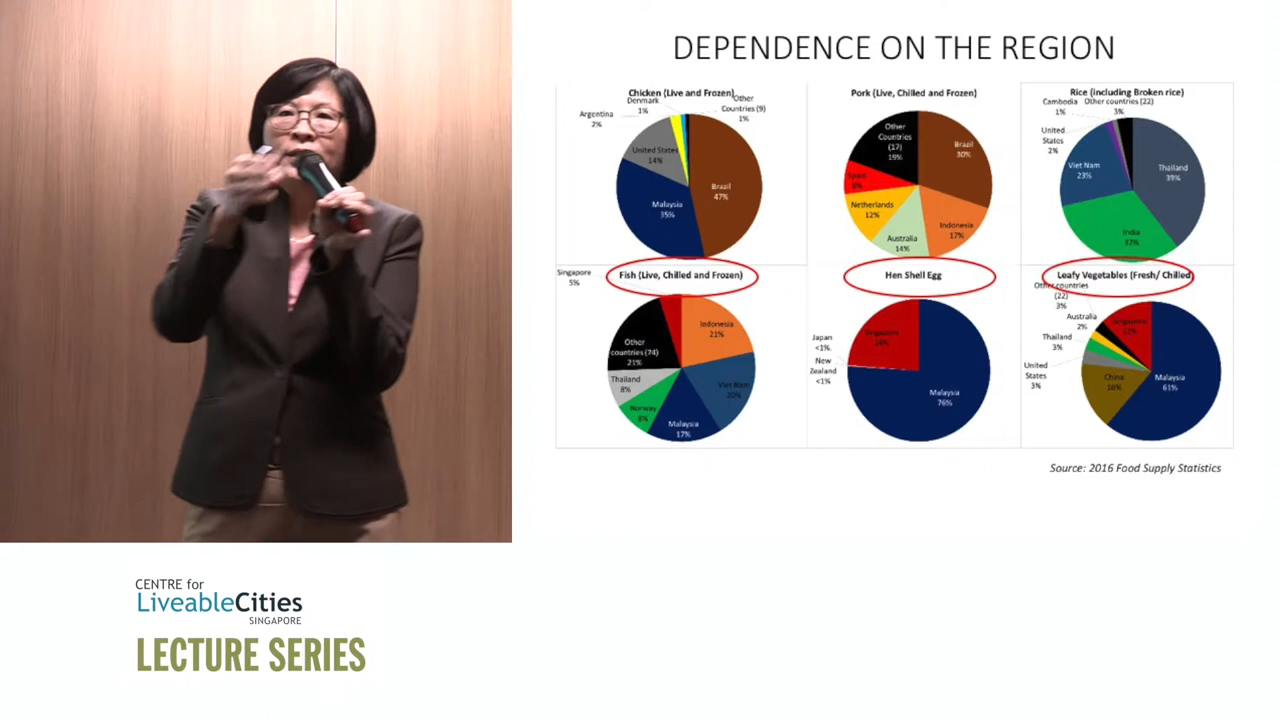 DEPENDENCE ON THE REGION
Chicken (Live and Frozen)
Denmark
1%
Other
Countries (9)
1%
Argentina
2%
United States
14%
Brazil
47%
Malaysia
35%
Pork (Live, Chilled and Frozen)
Other
Countries
(17)
19%
Brazil
30%
Spain
8%
Netherlands
12%
Australia
14%
Indonesia
17%
Rice (including Broken rice)
Cambodia
1%
Other countries (22)
3%
United
States
2%
Viet Nam
23%
Thailand
39%
India
37%
Fish (Live, Chilled and Frozen)
Singapore
5%
Indonesia
21%
Other
countries (74)
21%
Thailand
8%
Viet Nam
20%
Norway
8%
Malaysia
17%
Hen Shell Egg
Japan
<1%
New
Zealand
<1%
Singapore
24%
Malaysia
76%
Leafy Vegetables (Fresh/ Chilled)
Other countries
(22)
3%
Australia
2%
Singapore
12%
Thailand
3%
United
States
3%
China
16%
Malaysia
61%
Source: 2016 Food Supply Statistics
CENTRE for
LiveableCities
SINGAPORE
LECTURE SERIES